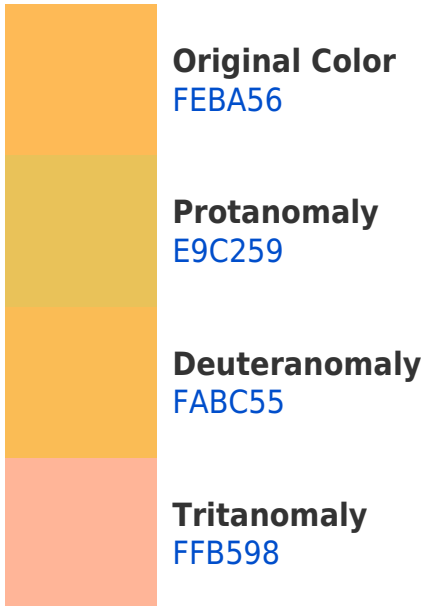 Original Color
FEBA56
Protanomaly
E9C259
Deuteranomaly
FABC55
Tritanomaly
FFB598